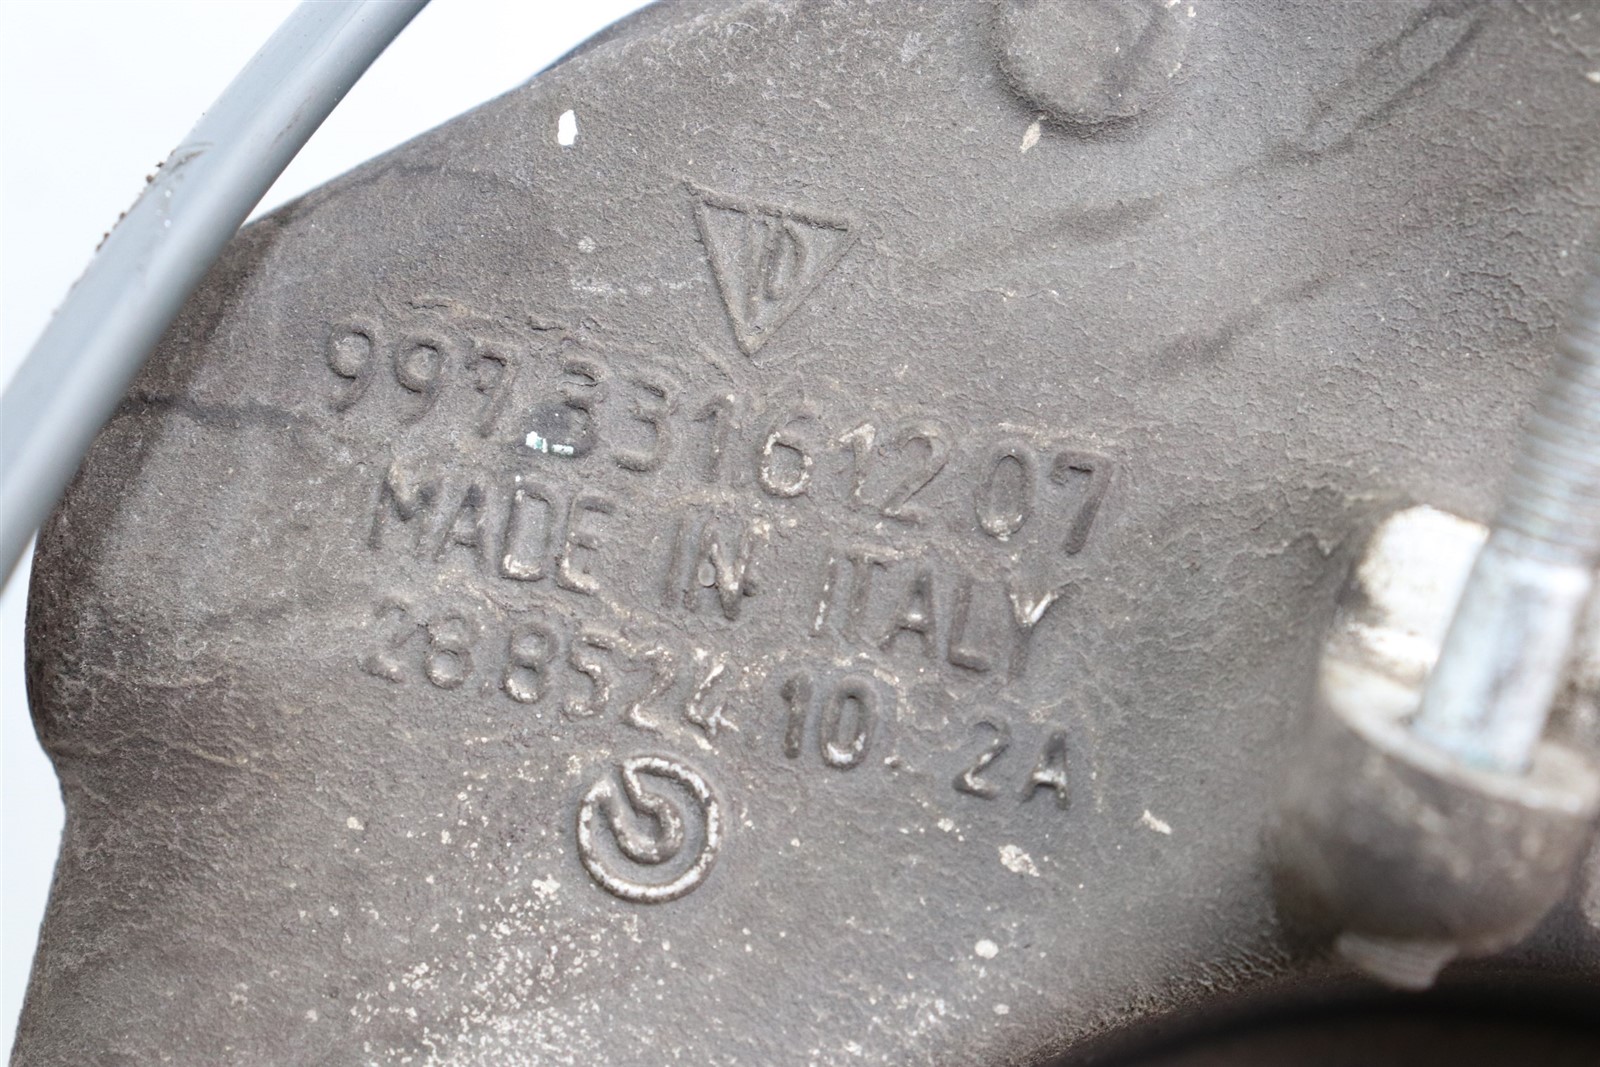 997.331.612.07
MADE IN ITALY
28.8524 10. 2A